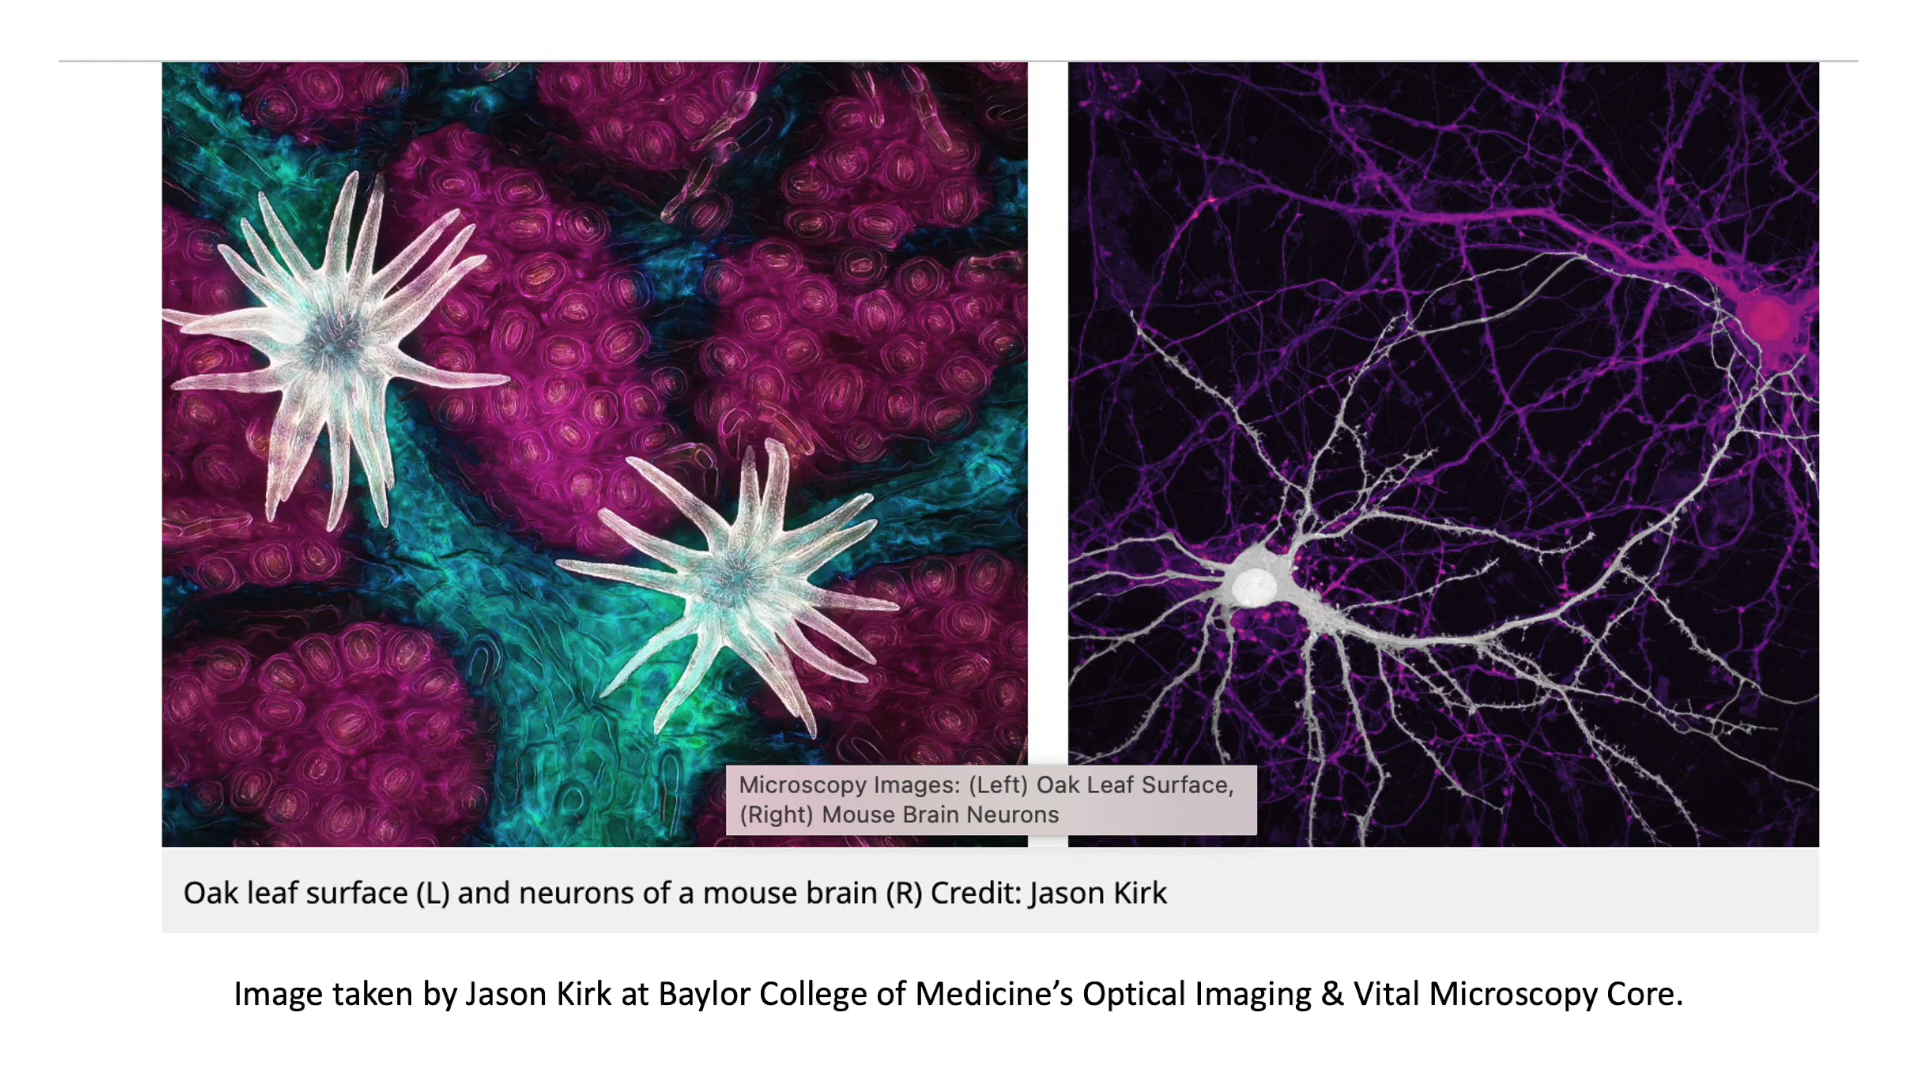 Microscopy Images: (Left) Oak Leaf Surface,
(Right) Mouse Brain Neurons
Oak leaf surface (L) and neurons of a mouse brain (R) Credit: Jason Kirk
Image taken by Jason Kirk at Baylor College of Medicine’s Optical Imaging & Vital Microscopy Core.